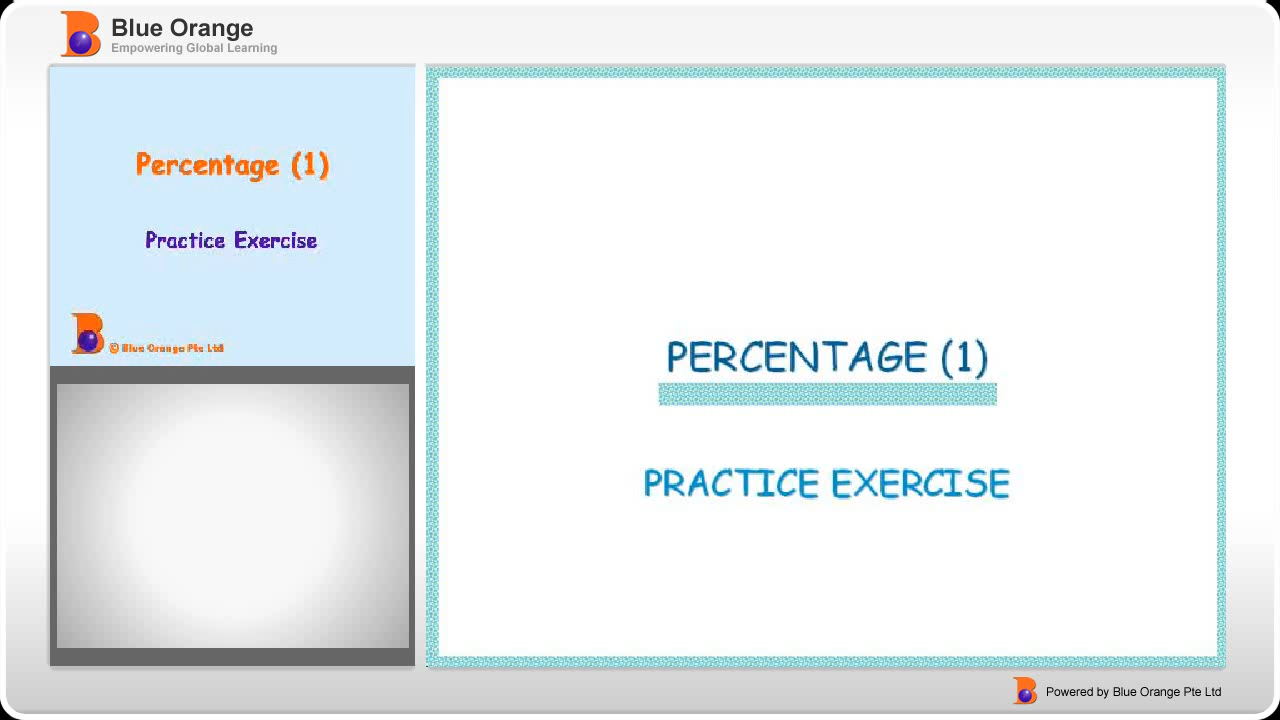 Blue Orange
Empowering Global Learning
Percentage (1)
Practice Exercise
© Blue Orange Pte Ltd
PERCENTAGE (1)
PRACTICE EXERCISE
Powered by Blue Orange Pte Ltd